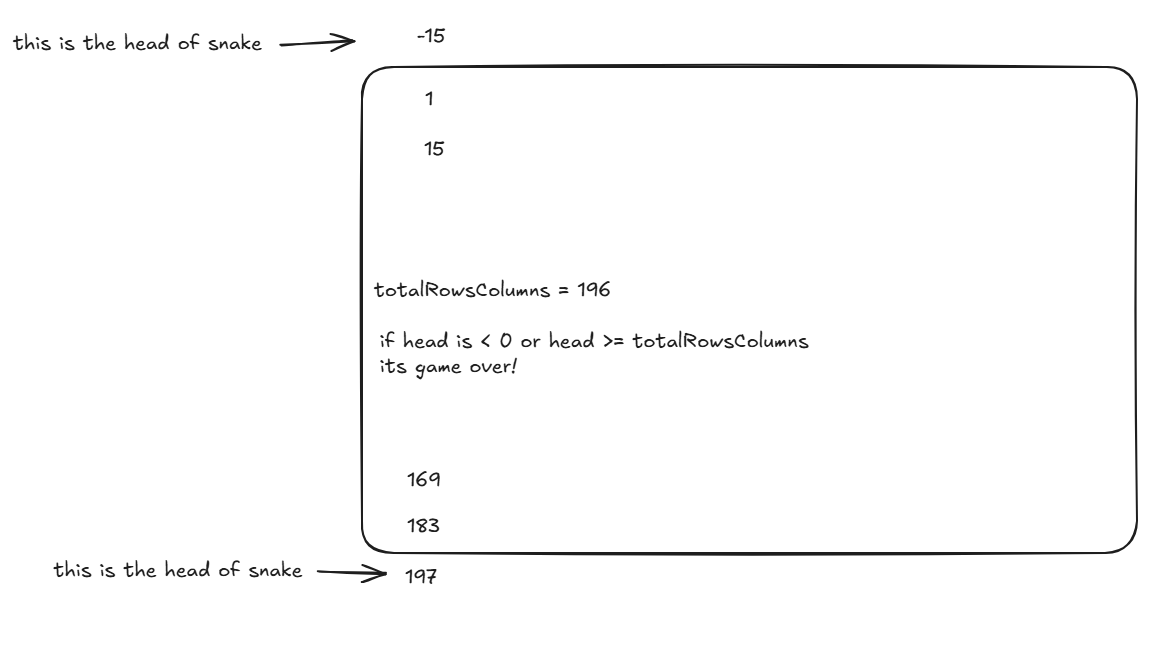 -15
this is the head of snake
1
15
totalRowsColumns = 196
if head is < 0 or head >= totalRowsColumns
its game over!
169
183
this is the head of snake
197